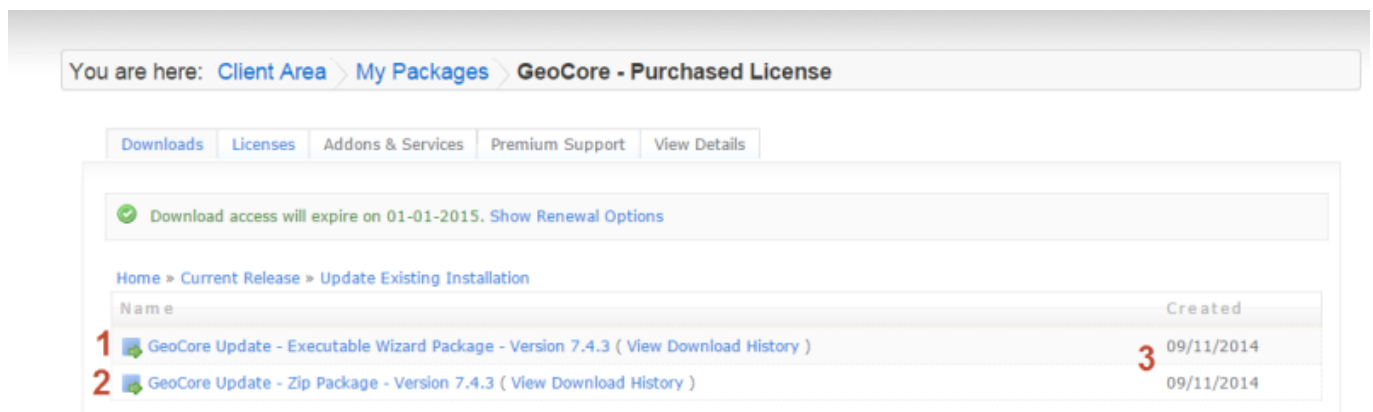 You are here: Client Area My Packages GeoCore - Purchased License
Downloads Licenses Addons & Services Premium Support View Details
Download access will expire on 01-01-2015. Show Renewal Options
Home » Current Release » Update Existing Installation
Name Created
1 GeoCore Update - Executable Wizard Package - Version 7.4.3 ( View Download History ) 3 09/11/2014
2 GeoCore Update - Zip Package - Version 7.4.3 ( View Download History ) 09/11/2014